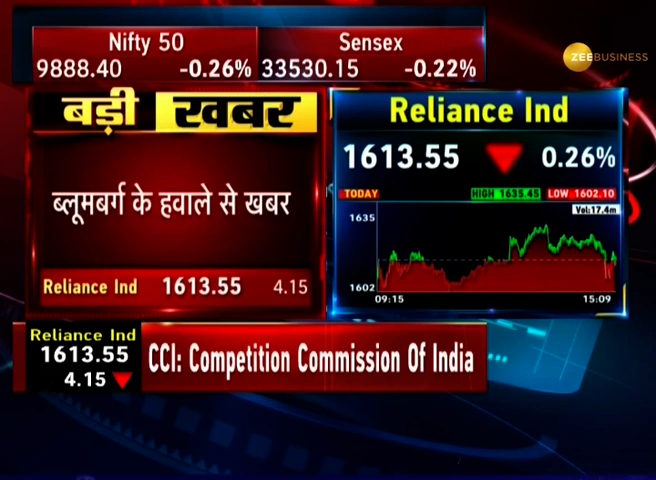 Nifty 50
9888.40 -0.26%
Sensex
33530.15 -0.22%
ZEEBUSINESS
बड़ी खबर
ब्लूमबर्ग के हवाले से खबर
Reliance Ind 1613.55 4.15
Reliance Ind
1613.55 0.26%
TODAY HIGH 1635.45 LOW 1602.10
Vol:17.4m
1635
1602
09:15 15:09
Reliance Ind
1613.55
4.15
CCI: Competition Commission Of India